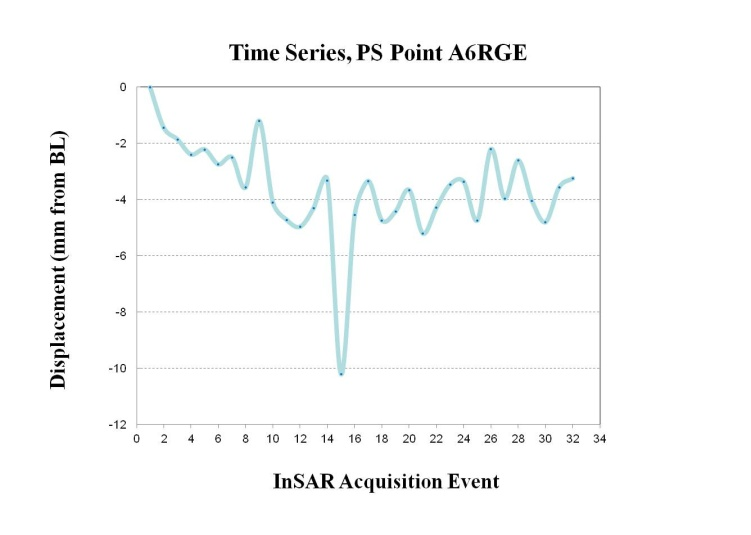 Time Series, PS Point A6RGE
Displacement (mm from BL)
0
-2
-4
-6
-8
-10
-12
0 2 4 6 8 10 12 14 16 18 20 22 24 26 28 30 32 34
InSAR Acquisition Event